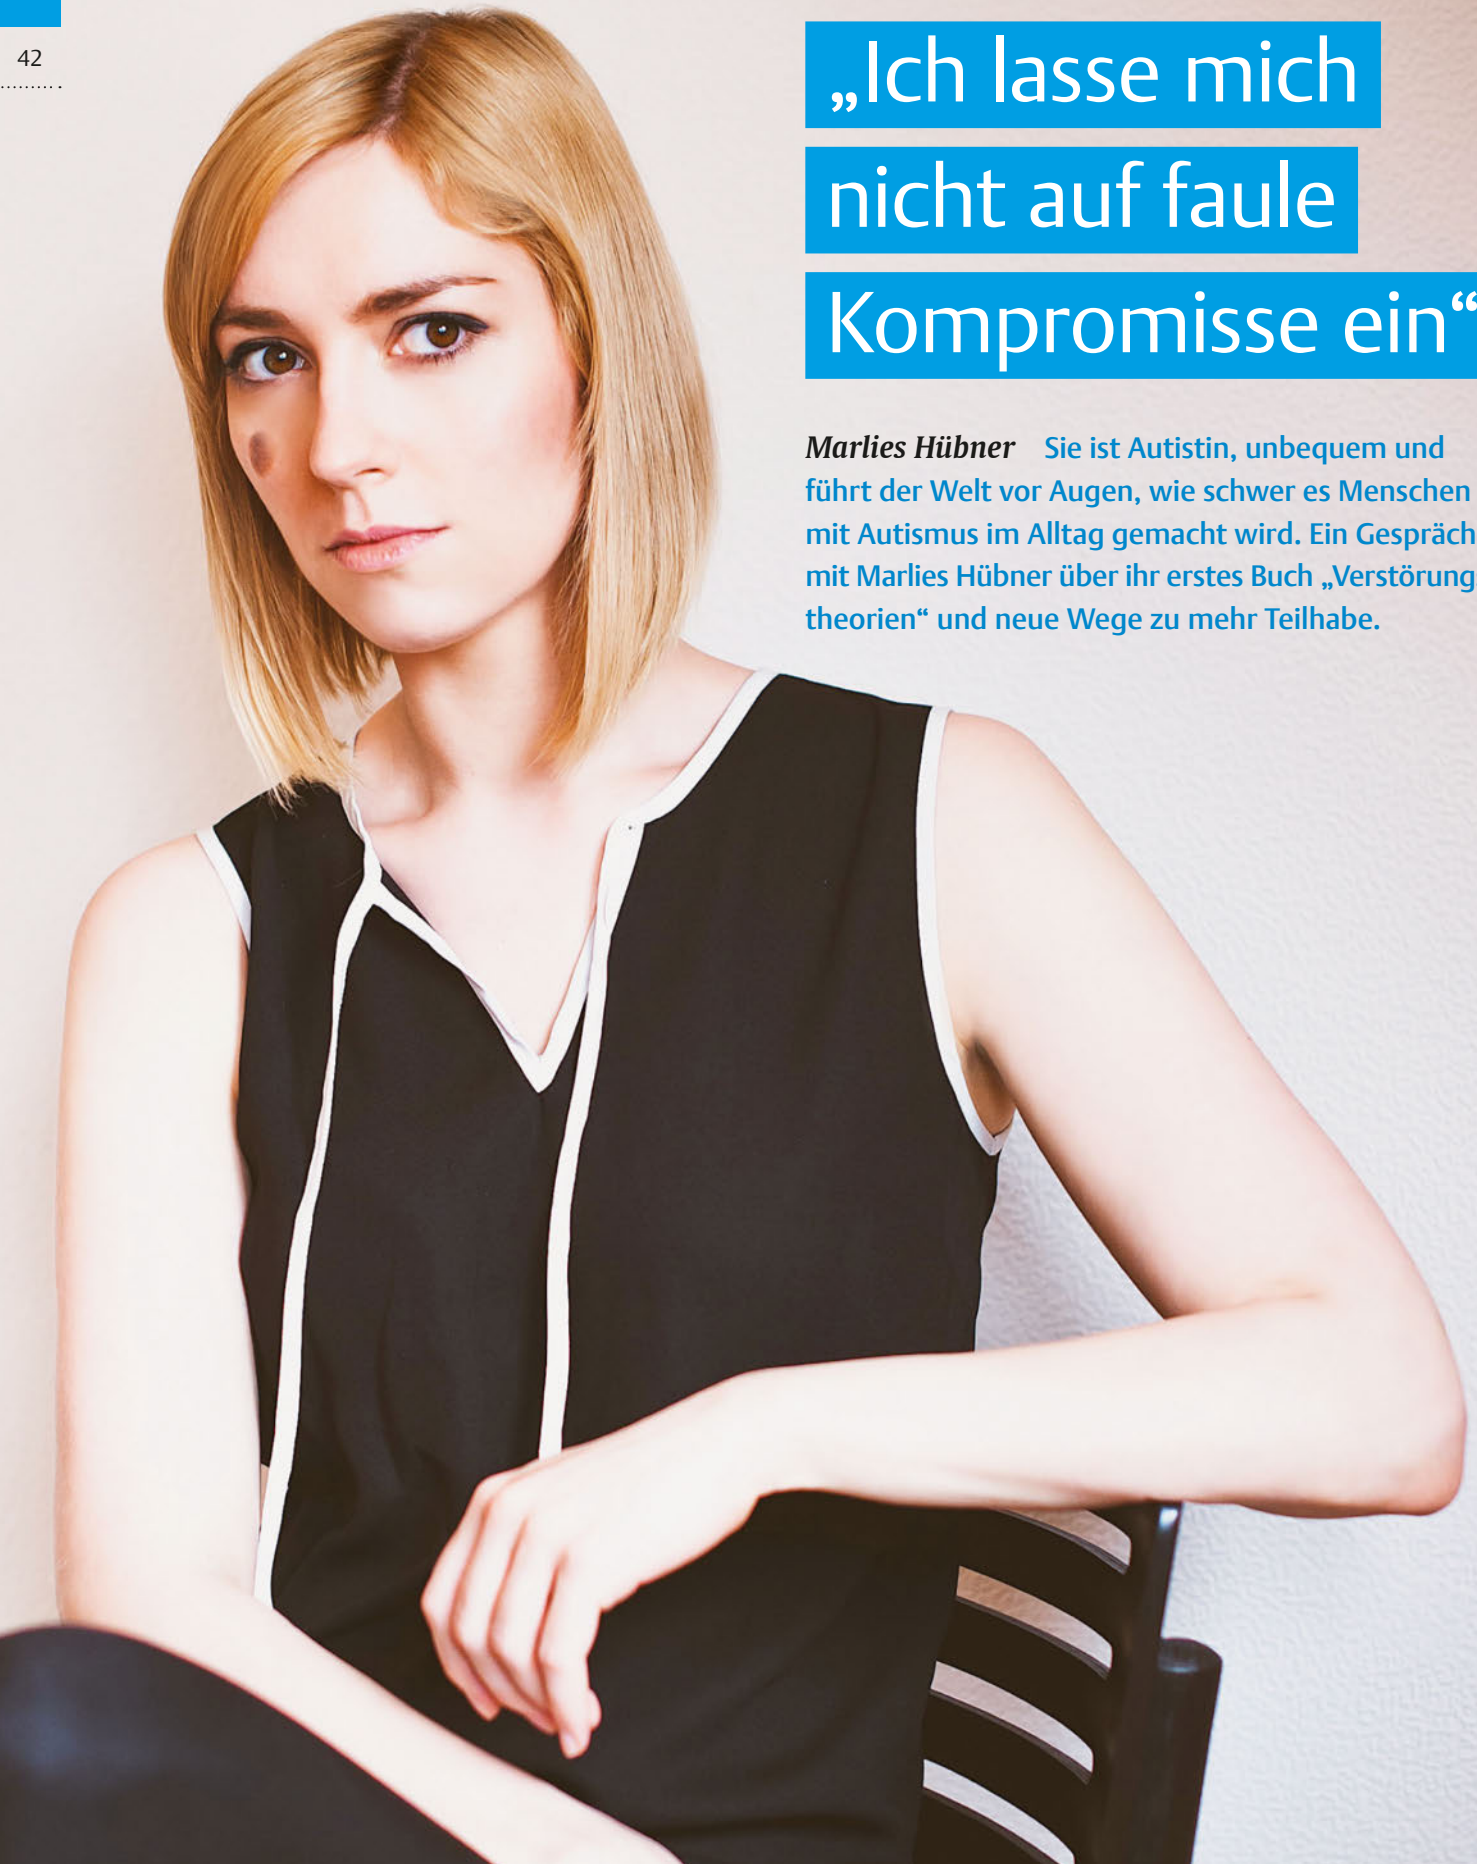 42
„Ich lasse mich
nicht auf faule
Kompromisse ein“
Marlies Hübner Sie ist Autistin, unbequem und
führt der Welt vor Augen, wie schwer es Menschen
mit Autismus im Alltag gemacht wird. Ein Gespräch
mit Marlies Hübner über ihr erstes Buch „Verstörung
theorien“ und neue Wege zu mehr Teilhabe.